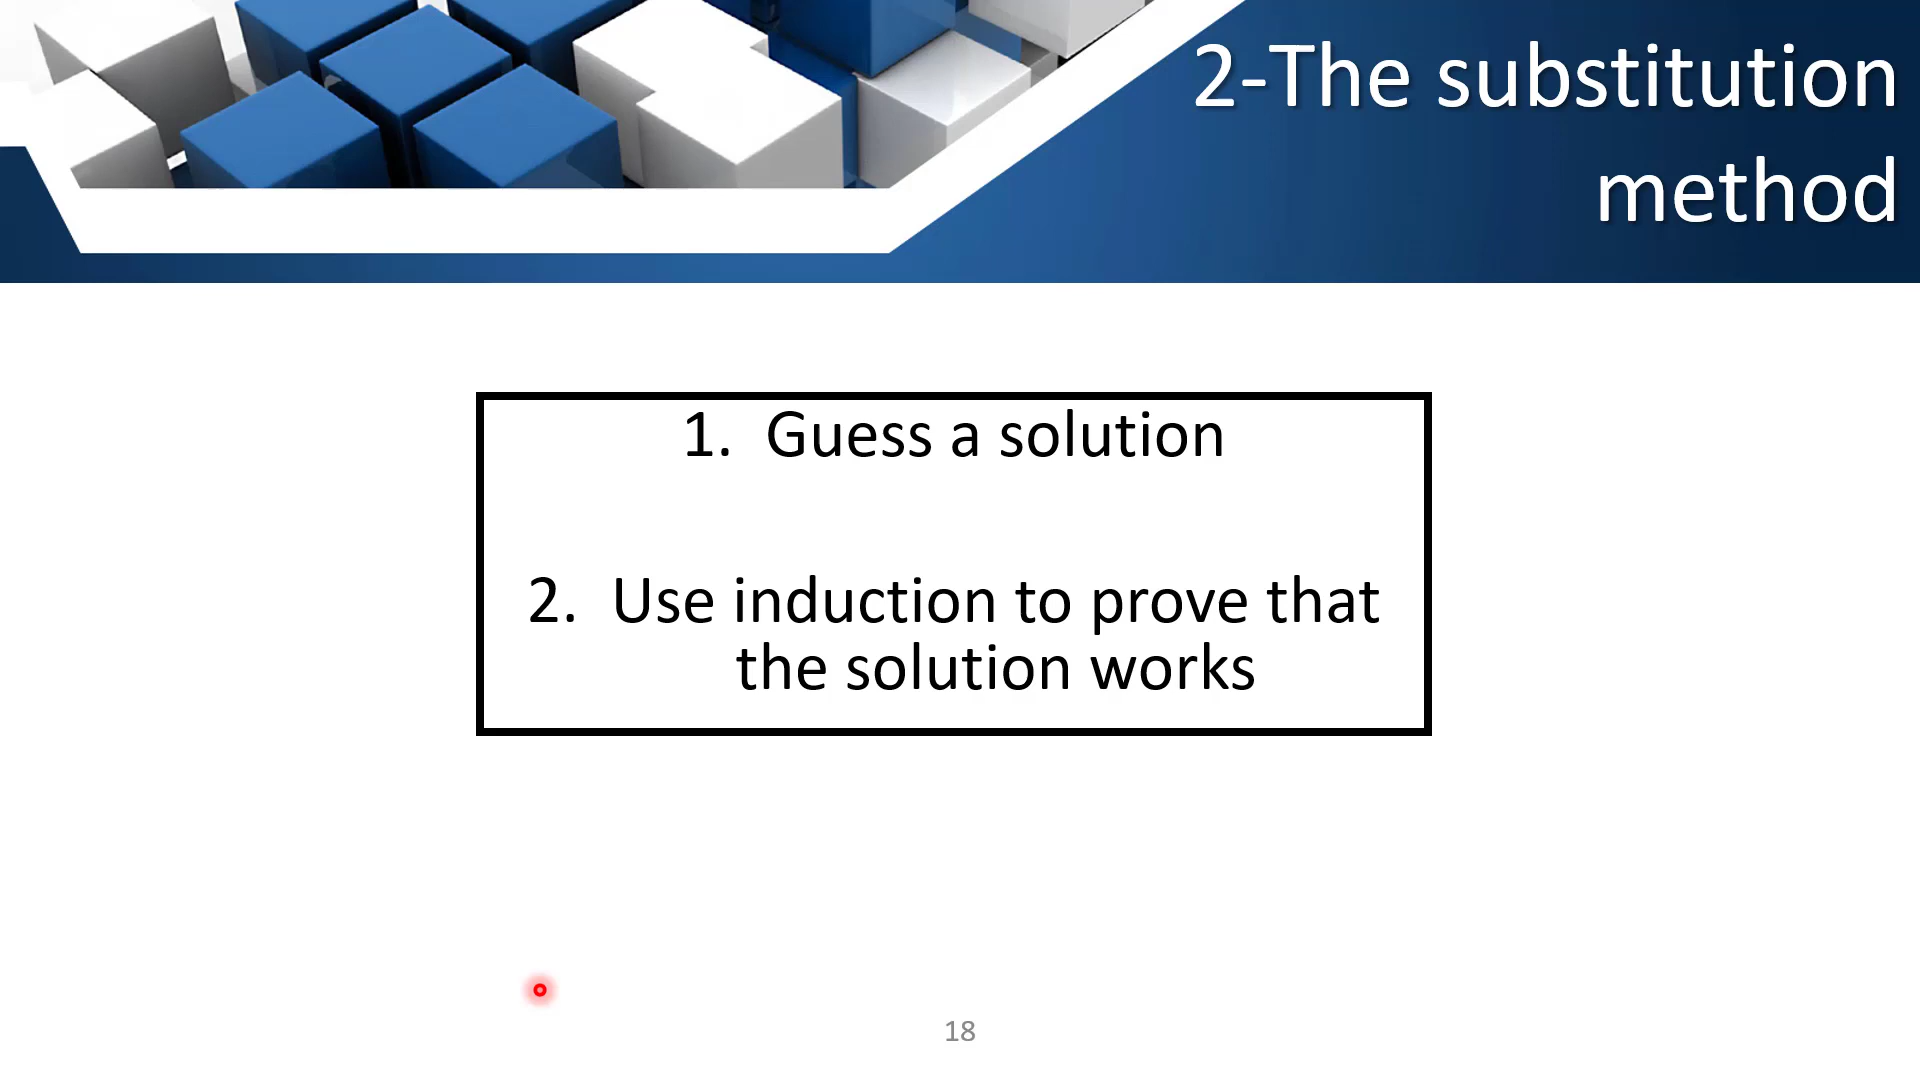 2-The substitution
method
1. Guess a solution
2. Use induction to prove that
the solution works
18